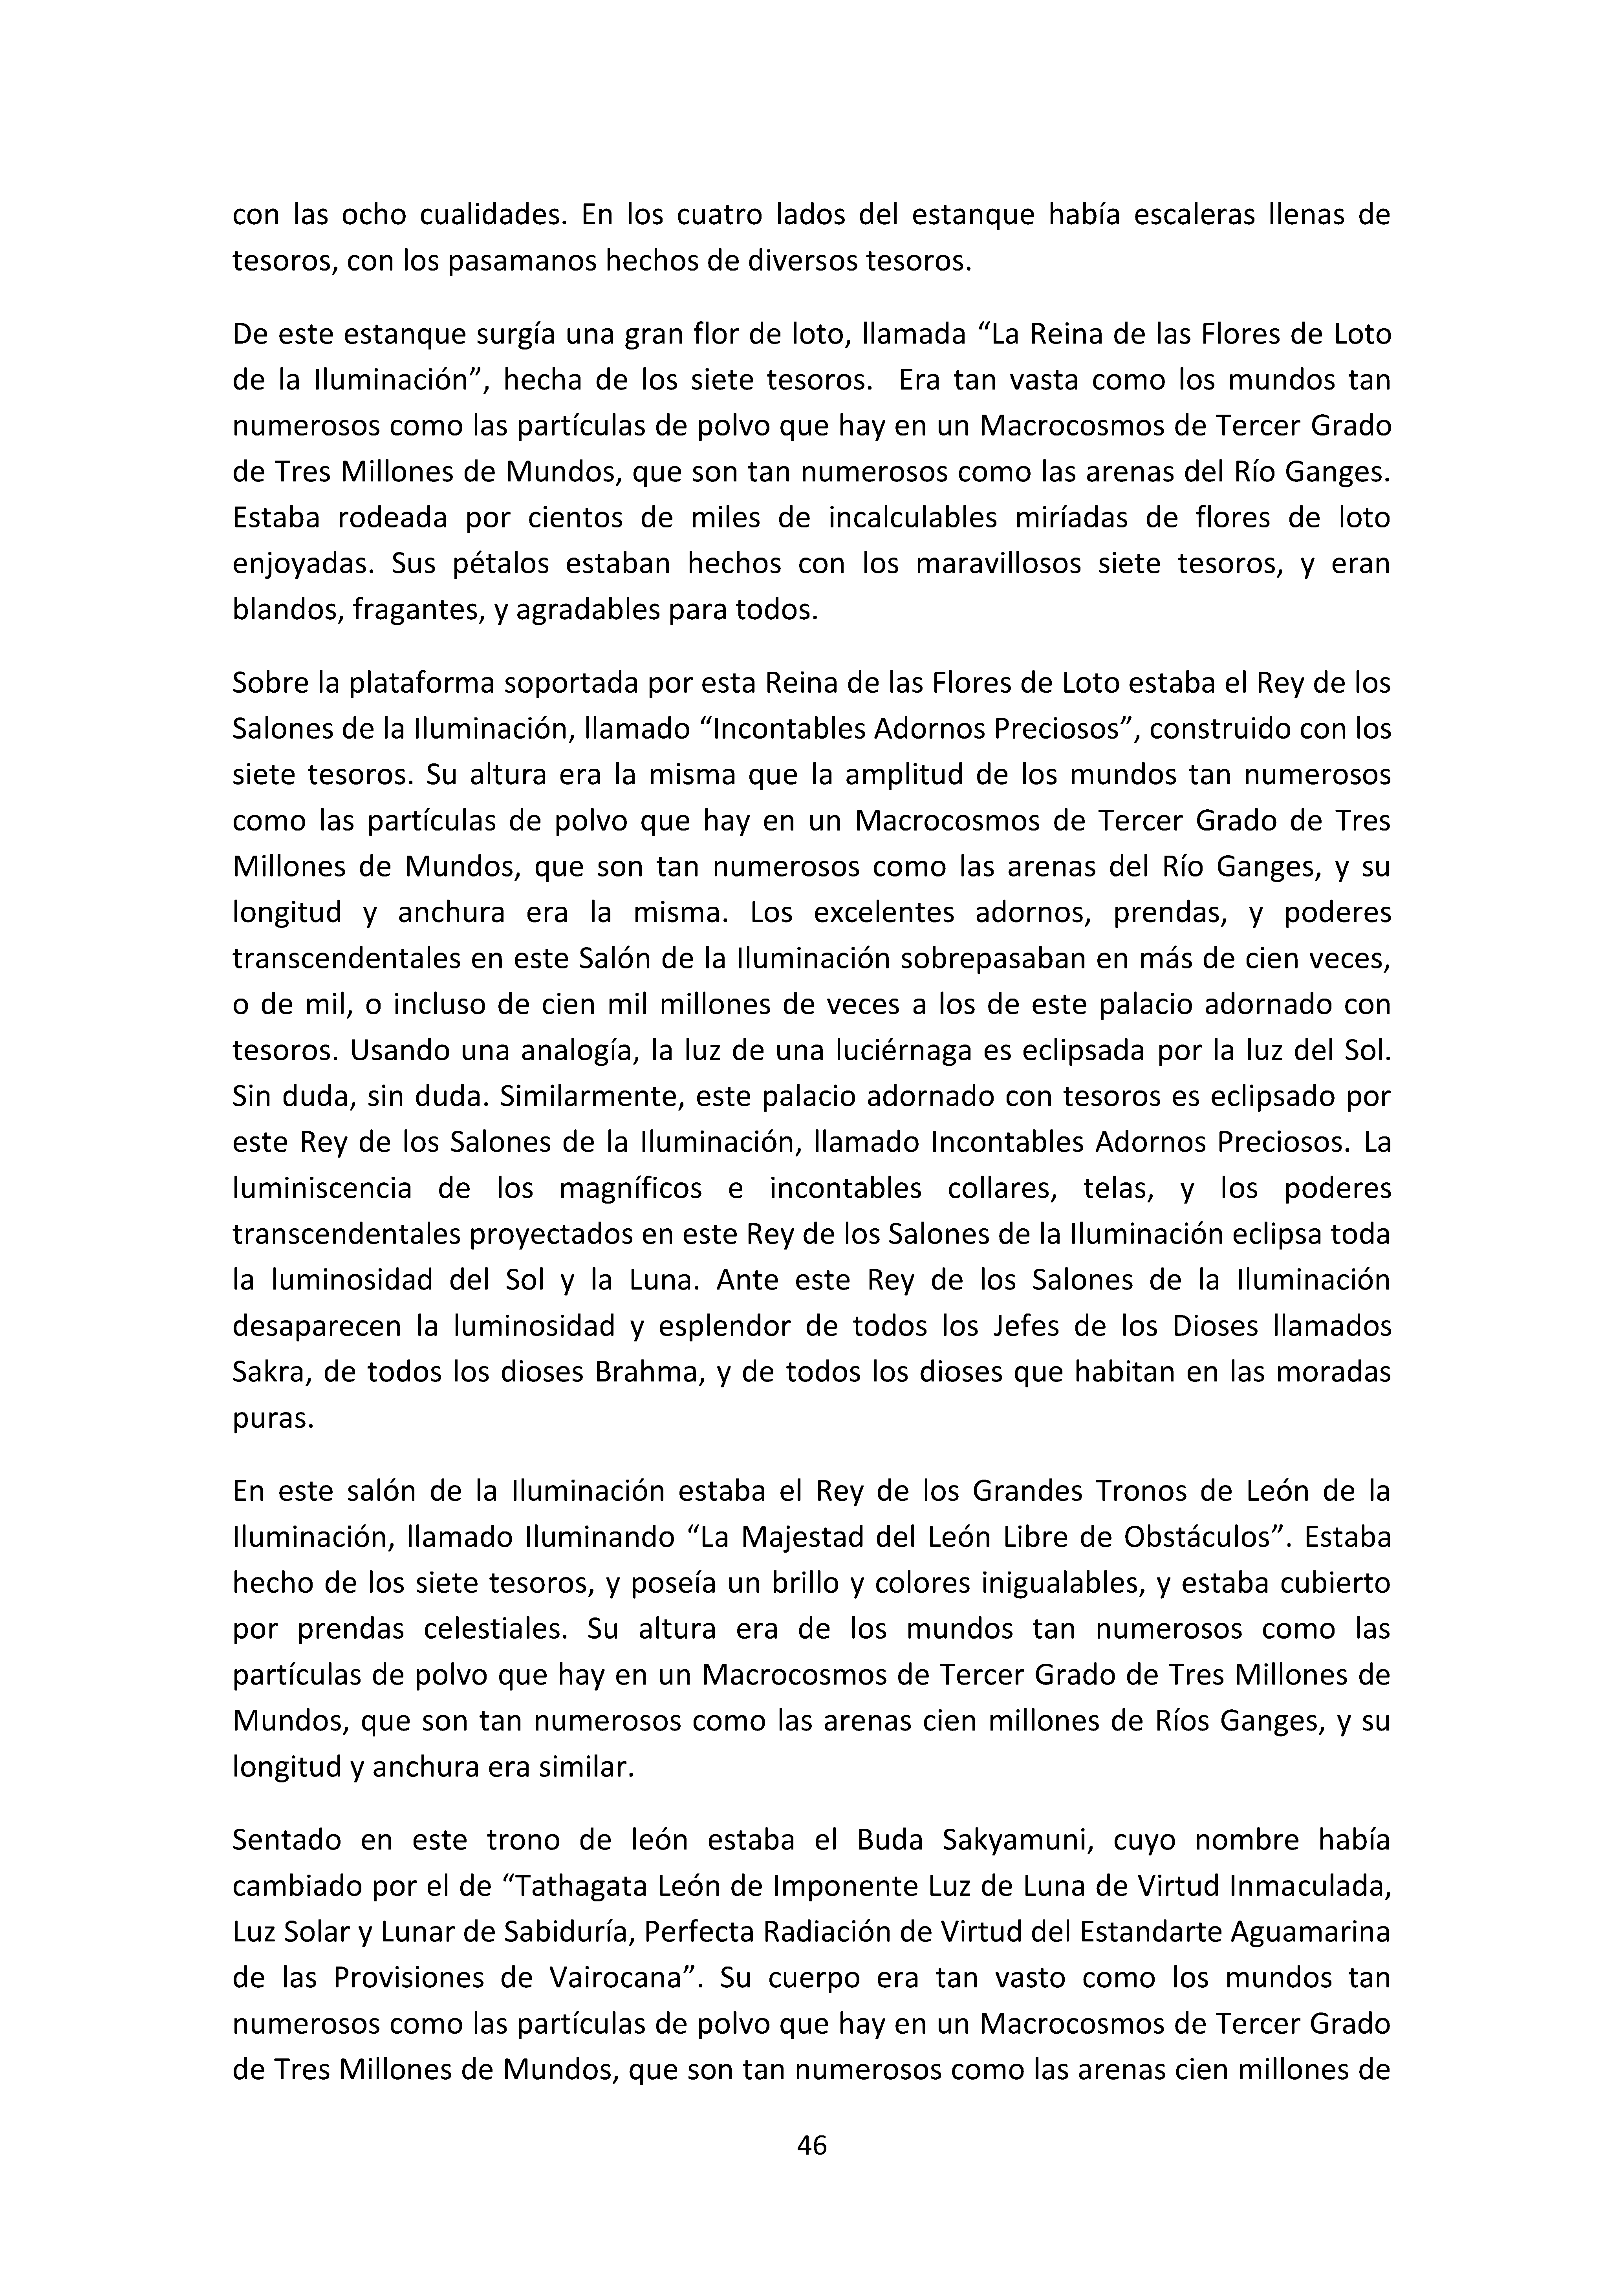 con las ocho cualidades. En los cuatro lados del estanque había escaleras llenas de
tesoros, con los pasamanos hechos de diversos tesoros.
De este estanque surgía una gran flor de loto, llamada “La Reina de las Flores de Loto
de la Iluminación”, hecha de los siete tesoros.  Era tan vasta como los mundos tan
numerosos como las partículas de polvo que hay en un Macrocosmos de Tercer Grado
de Tres Millones de Mundos, que son tan numerosos como las arenas del Río Ganges.
Estaba rodeada por cientos de miles de incalculables miríadas de flores de loto
enjoyadas. Sus pétalos estaban hechos con los maravillosos siete tesoros, y eran
blandos, fragantes, y agradables para todos.
Sobre la plataforma soportada por esta Reina de las Flores de Loto estaba el Rey de los
Salones de la Iluminación, llamado “Incontables Adornos Preciosos”, construido con los
siete tesoros. Su altura era la misma que la amplitud de los mundos tan numerosos
como las partículas de polvo que hay en un Macrocosmos de Tercer Grado de Tres
Millones de Mundos, que son tan numerosos como las arenas del Río Ganges, y su
longitud y anchura era la misma. Los excelentes adornos, prendas, y poderes
transcendentales en este Salón de la Iluminación sobrepasaban en más de cien veces,
o de mil, o incluso de cien mil millones de veces a los de este palacio adornado con
tesoros. Usando una analogía, la luz de una luciérnaga es eclipsada por la luz del Sol.
Sin duda, sin duda. Similarmente, este palacio adornado con tesoros es eclipsado por
este Rey de los Salones de la Iluminación, llamado Incontables Adornos Preciosos. La
luminiscencia de los magníficos e incontables collares, telas, y los poderes
transcendentales proyectados en este Rey de los Salones de la Iluminación eclipsa toda
la luminosidad del Sol y la Luna. Ante este Rey de los Salones de la Iluminación
desaparecen la luminosidad y esplendor de todos los Jefes de los Dioses llamados
Sakra, de todos los dioses Brahma, y de todos los dioses que habitan en las moradas
puras.
En este salón de la Iluminación estaba el Rey de los Grandes Tronos de León de la
Iluminación, llamado Iluminando “La Majestad del León Libre de Obstáculos”. Estaba
hecho de los siete tesoros, y poseía un brillo y colores inigualables, y estaba cubierto
por prendas celestiales. Su altura era de los mundos tan numerosos como las
partículas de polvo que hay en un Macrocosmos de Tercer Grado de Tres Millones de
Mundos, que son tan numerosos como las arenas cien millones de Ríos Ganges, y su
longitud y anchura era similar.
Sentado en este trono de león estaba el Buda Sakyamuni, cuyo nombre había
cambiado por el de “Tathagata León de Imponente Luz de Luna de Virtud Inmaculada,
Luz Solar y Lunar de Sabiduría, Perfecta Radiación de Virtud del Estandarte Aguamarina
de las Provisiones de Vairocana”. Su cuerpo era tan vasto como los mundos tan
numerosos como las partículas de polvo que hay en un Macrocosmos de Tercer Grado
de Tres Millones de Mundos, que son tan numerosos como las arenas cien millones de
46